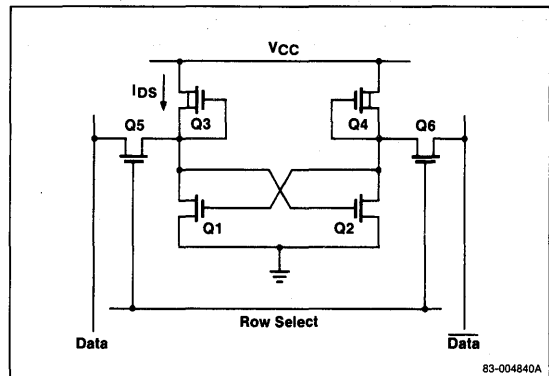 VCC
IDS
Q3
Q4
Q5
Q6
Q1
Q2
Row Select
Data
Data
83-004840A